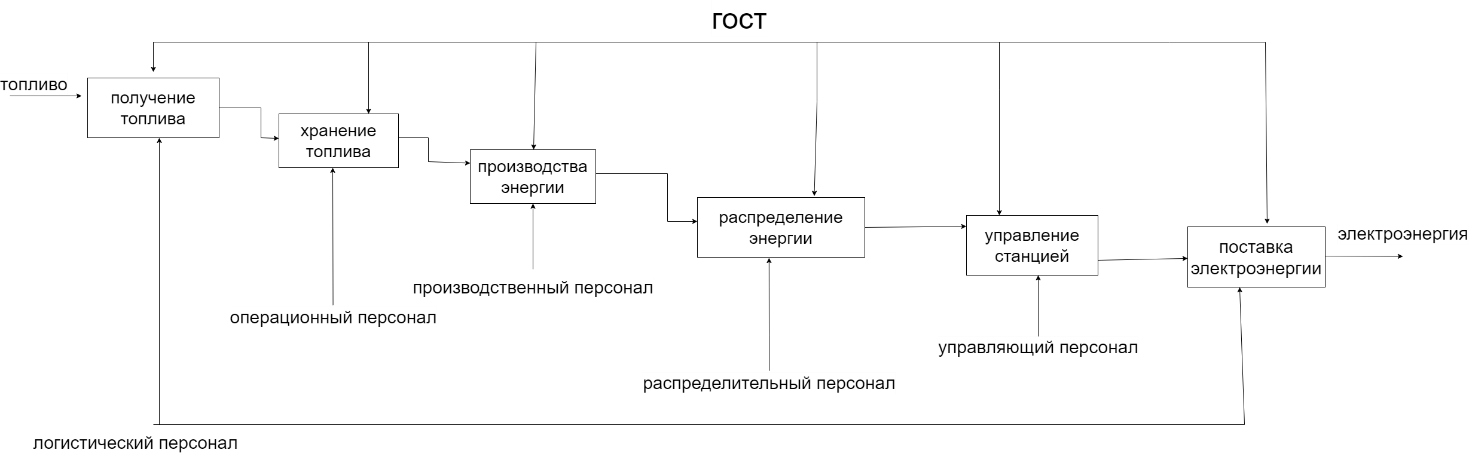 ГОСТ
топливо
получение
топлива
хранение
топлива
производства
энергии
распределение
энергии
управление
станцией
поставка
электроэнергии
электроэнергия
производственный персонал
операционный персонал
управляющий персонал
распределительный персонал
логистический персонал